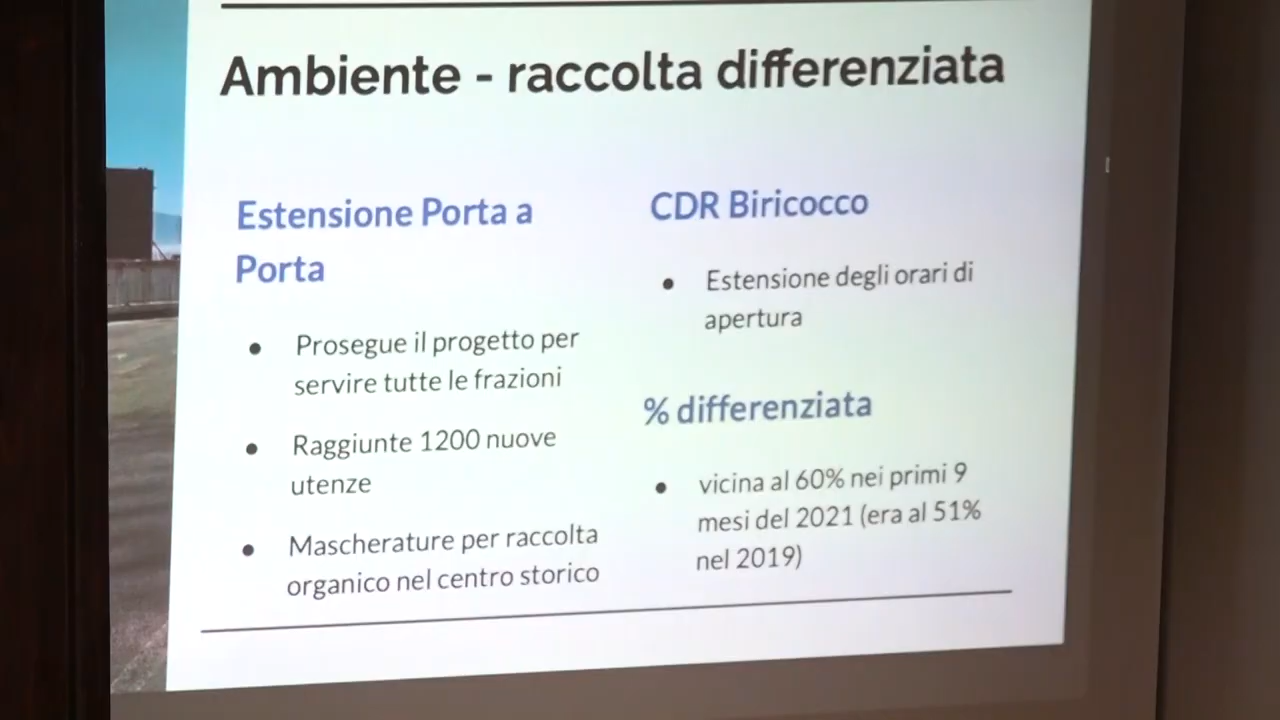 Ambiente - raccolta differenziata
Estensione Porta a
Porta
● Prosegue il progetto per
servire tutte le frazioni
● Raggiunte 1200 nuove
utenze
● Mascherature per raccolta
organico nel centro storico
CDR Biricocco
● Estensione degli orari di
apertura
% differenziata
● vicina al 60% nei primi 9
mesi del 2021 (era al 51%
nel 2019)